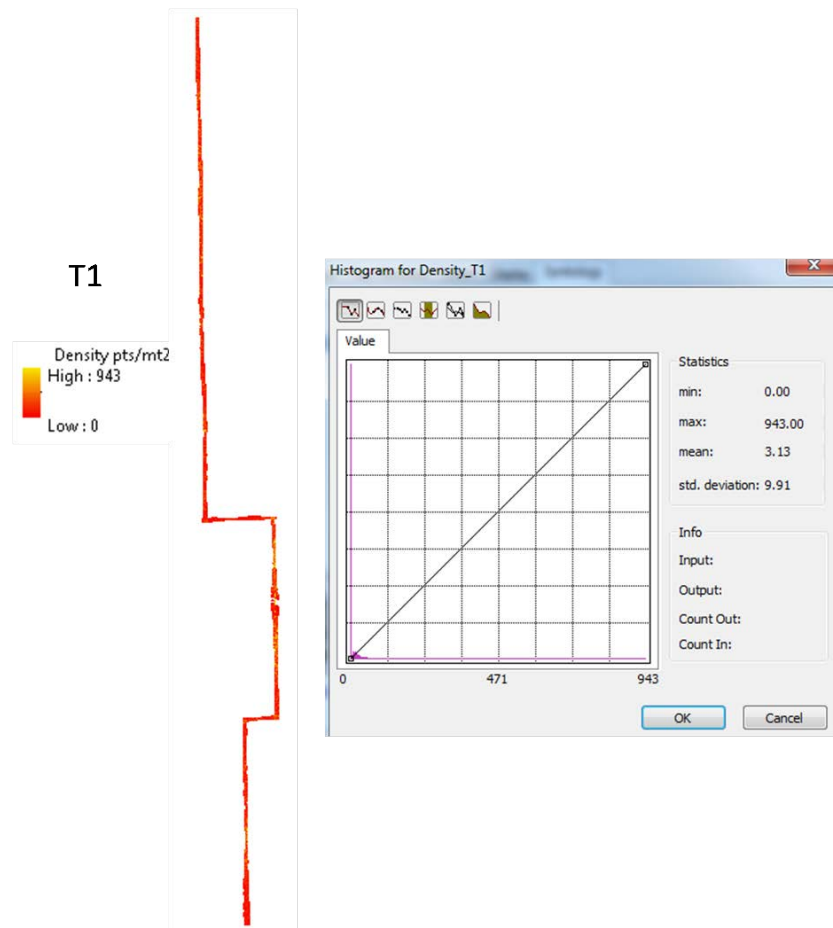 T1
Density pts/mt2
High : 943
Low : 0
Histogram for Density_T1
Value
Statistics
min: 0.00
max: 943.00
mean: 3.13
std. deviation: 9.91
Info
Input:
Output:
Count Out:
Count In:
0 471 943
OK Cancel